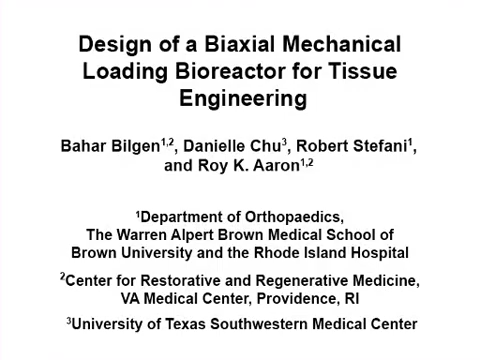 Design of a Biaxial Mechanical
Loading Bioreactor for Tissue
Engineering
Bahar Bilgen1,2, Danielle Chu3, Robert Stefani1,
and Roy K. Aaron1,2
1Department of Orthopaedics,
The Warren Alpert Brown Medical School of
Brown University and the Rhode Island Hospital
2Center for Restorative and Regenerative Medicine,
VA Medical Center, Providence, RI
3University of Texas Southwestern Medical Center